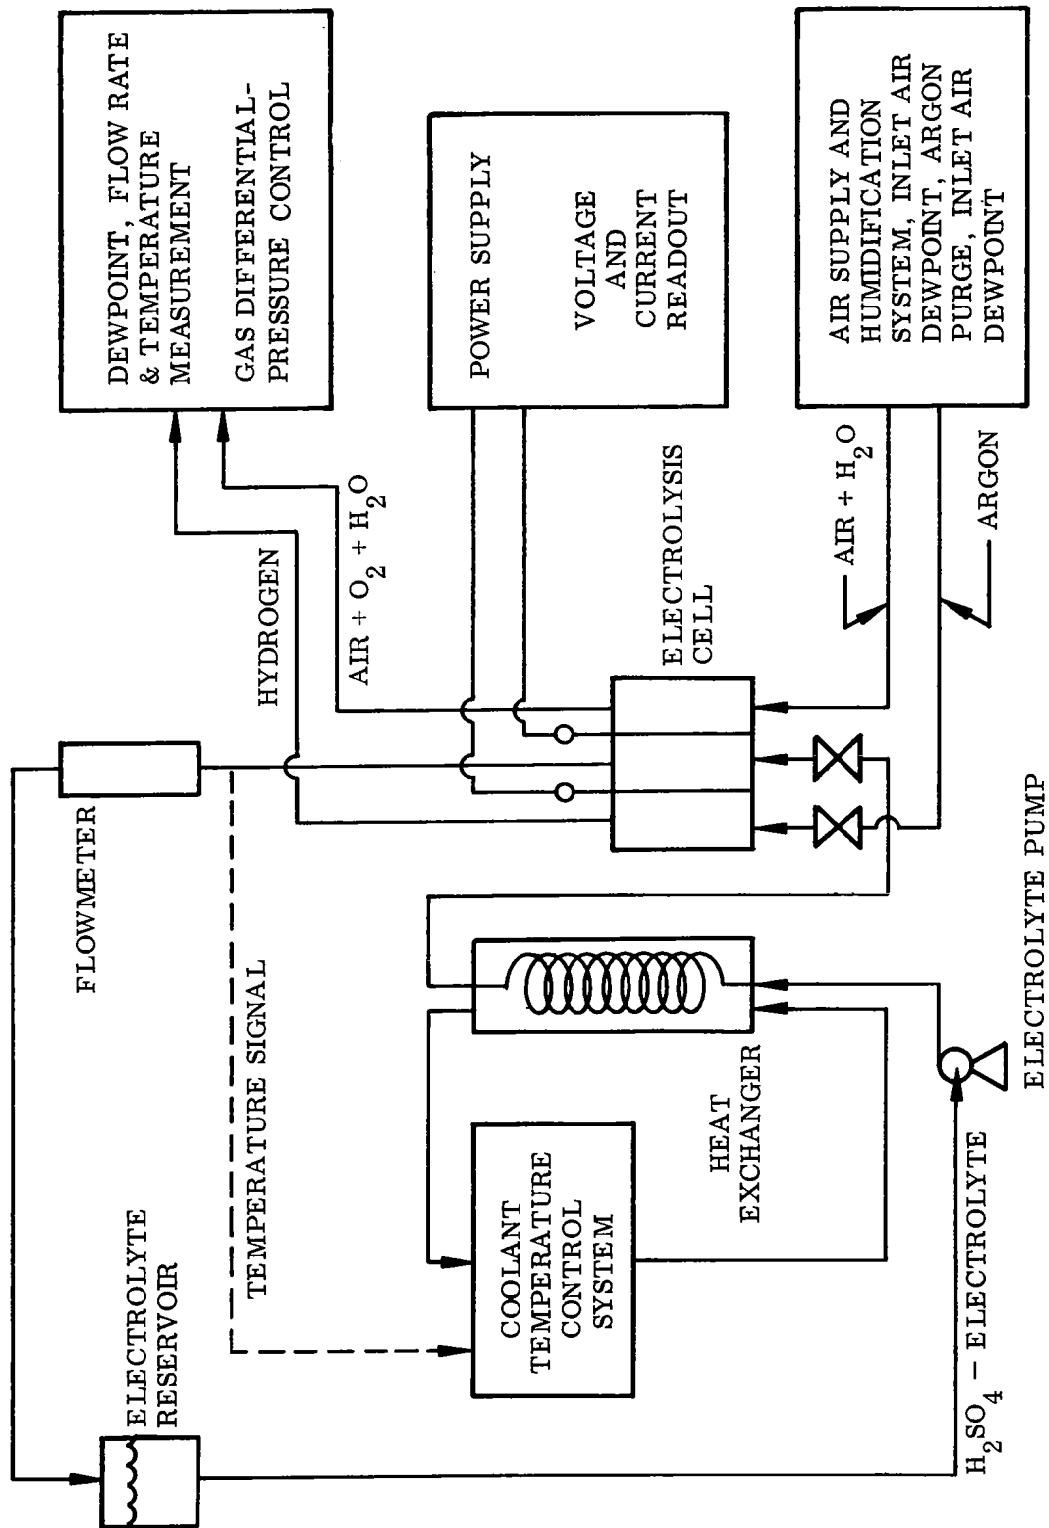 FLOWMETER
ELECTROLYTE
RESERVOIR
TEMPERATURE SIGNAL
HYDROGEN
AIR + O2 + H2O
DEWPOINT, FLOW RATE
& TEMPERATURE
MEASUREMENT
GAS DIFFERENTIAL-
PRESSURE CONTROL
COOLANT
TEMPERATURE
CONTROL
SYSTEM
HEAT
EXCHANGER
ELECTROLYSIS
CELL
POWER SUPPLY
VOLTAGE
AND
CURRENT
READOUT
H2SO4 – ELECTROLYTE
ELECTROLYTE PUMP
AIR + H2O
ARGON
AIR SUPPLY AND
HUMIDIFICATION
SYSTEM, INLET AIR
DEWPOINT, ARGON
PURGE, INLET AIR
DEWPOINT